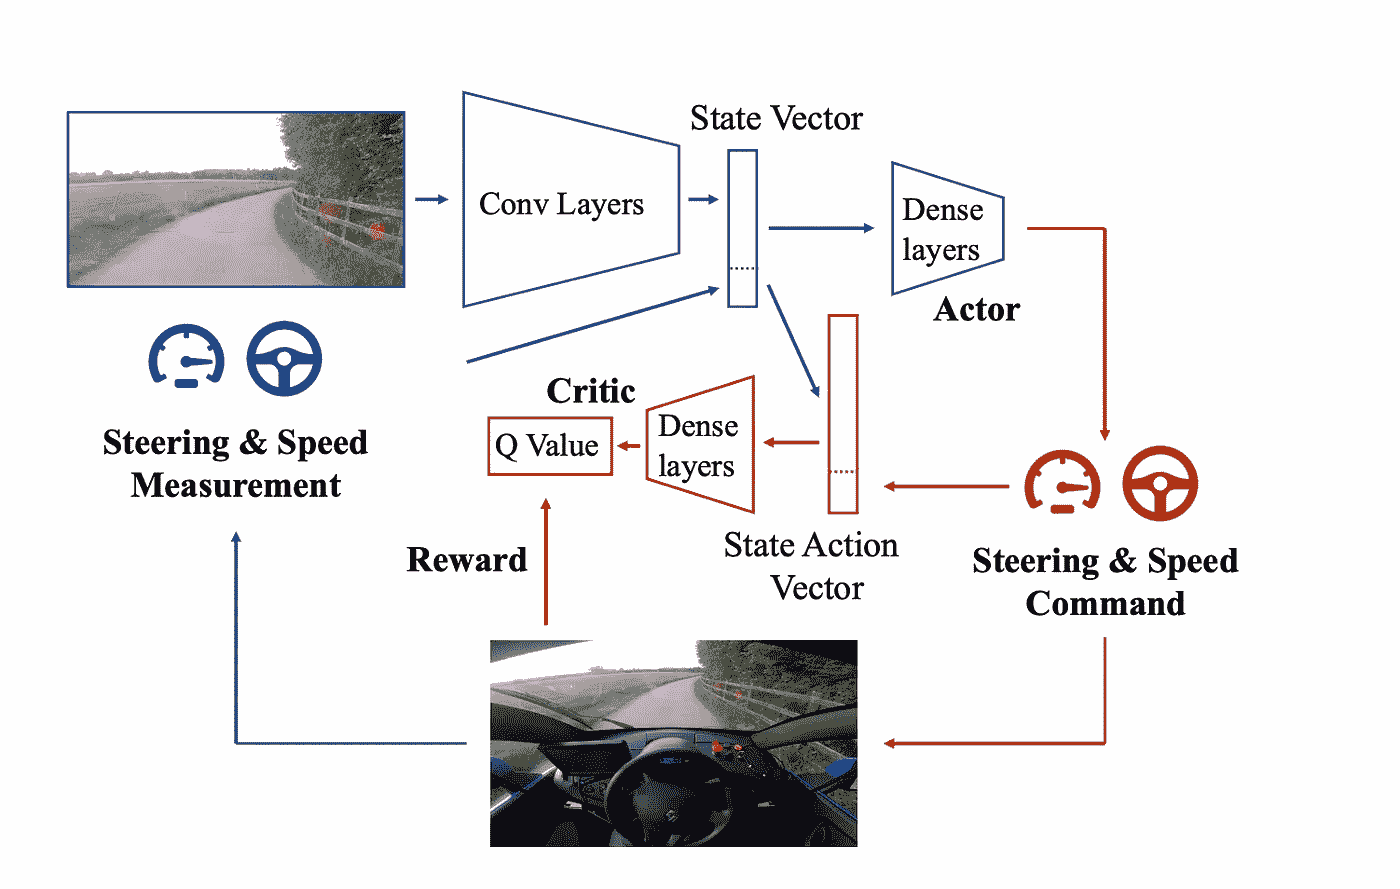 State Vector
Conv Layers
Dense
layers
Actor
Critic
Q Value
Dense
layers
Steering & Speed
Measurement
Reward
State Action
Vector
Steering & Speed
Command